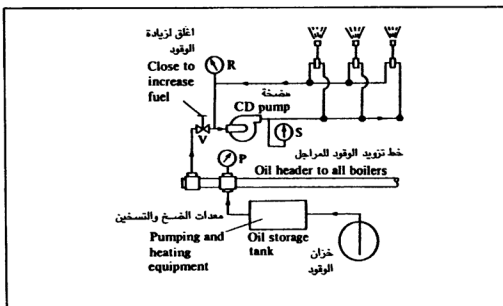 اغلق لزيادة
الوقود
Close to
increase
fuel
R
مضخة
CD pump
V
S
P
خط تزويد الوقود للمراجل
Oil header to all boilers
معدات الضخ والتسخين
Pumping and
heating
equipment
Oil storage
tank
خزان
الوقود